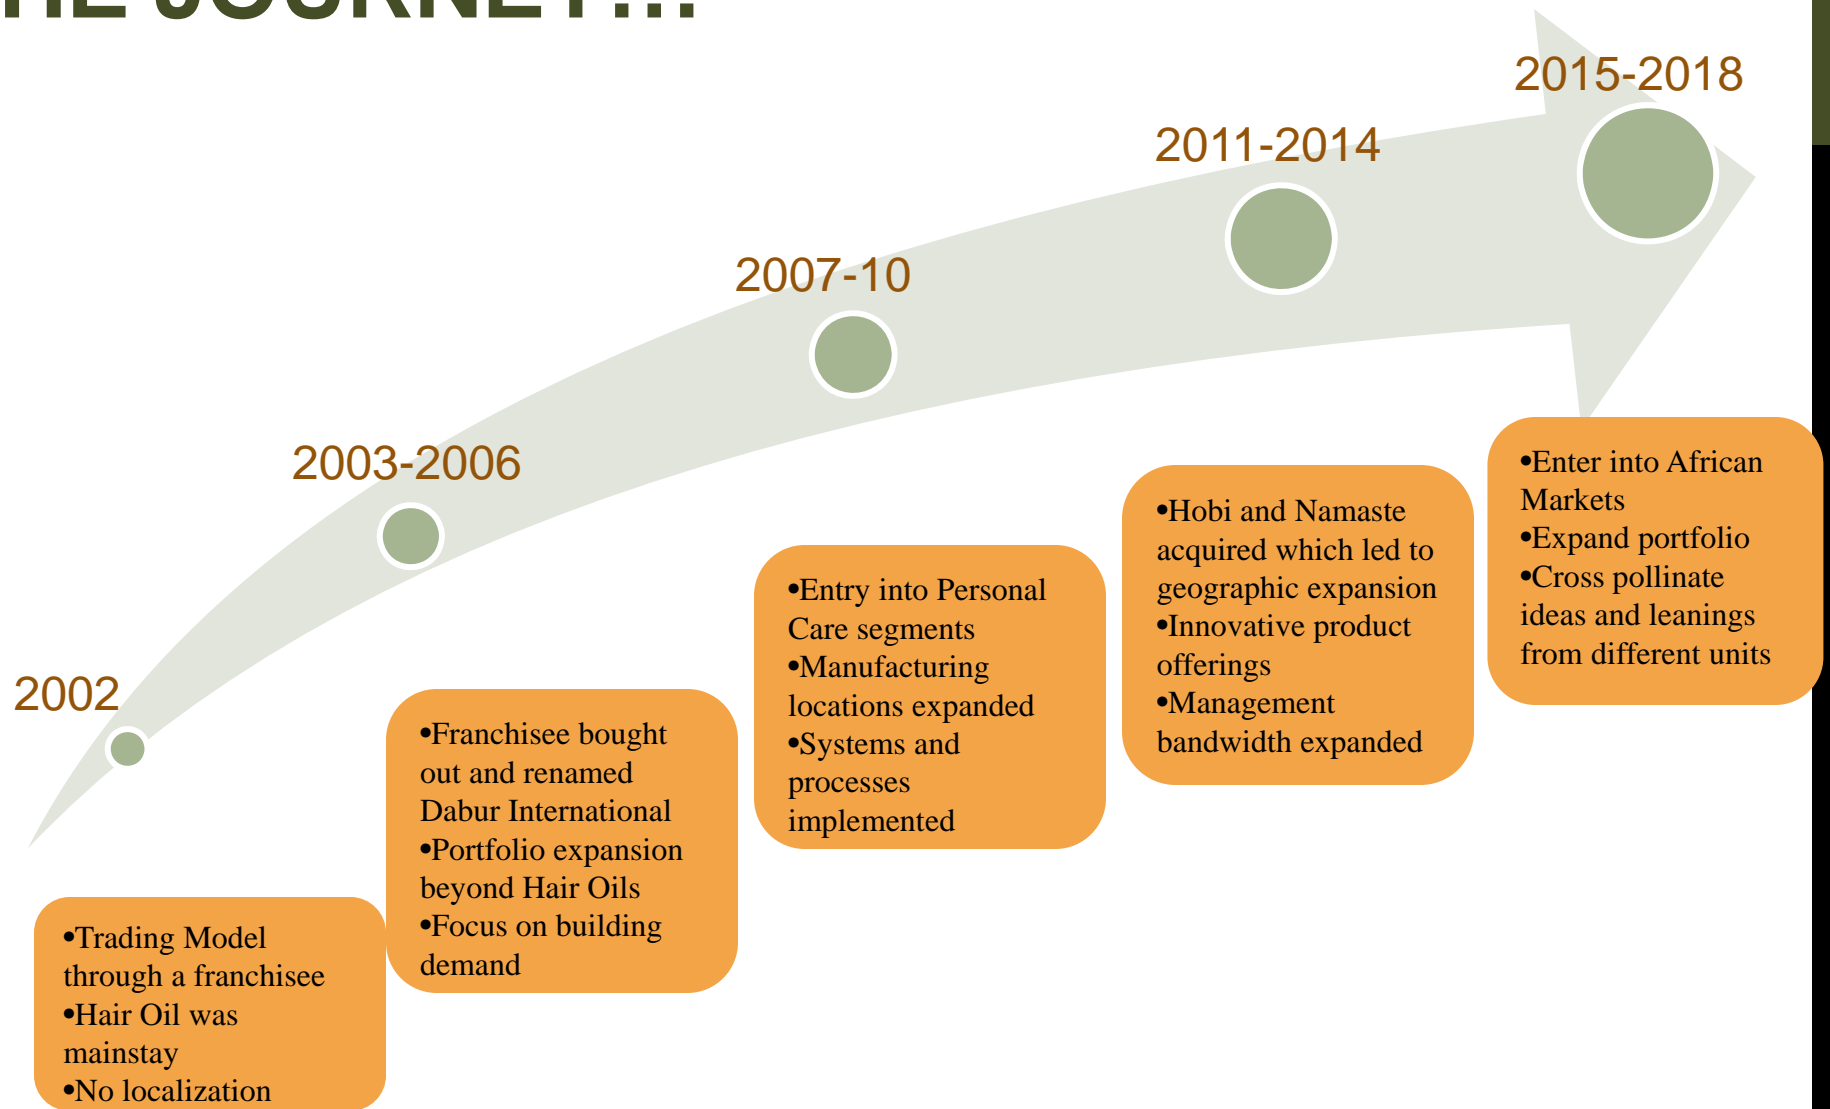 HE JOURNEY…
2015-2018
2011-2014
2007-10
2003-2006
2002
•Trading Model
through a franchisee
•Hair Oil was
mainstay
•No localization
•Franchisee bought
out and renamed
Dabur International
•Portfolio expansion
beyond Hair Oils
•Focus on building
demand
•Entry into Personal
Care segments
•Manufacturing
locations expanded
•Systems and
processes
implemented
•Hobi and Namaste
acquired which led to
geographic expansion
•Innovative product
offerings
•Management
bandwidth expanded
•Enter into African
Markets
•Expand portfolio
•Cross pollinate
ideas and leanings
from different units